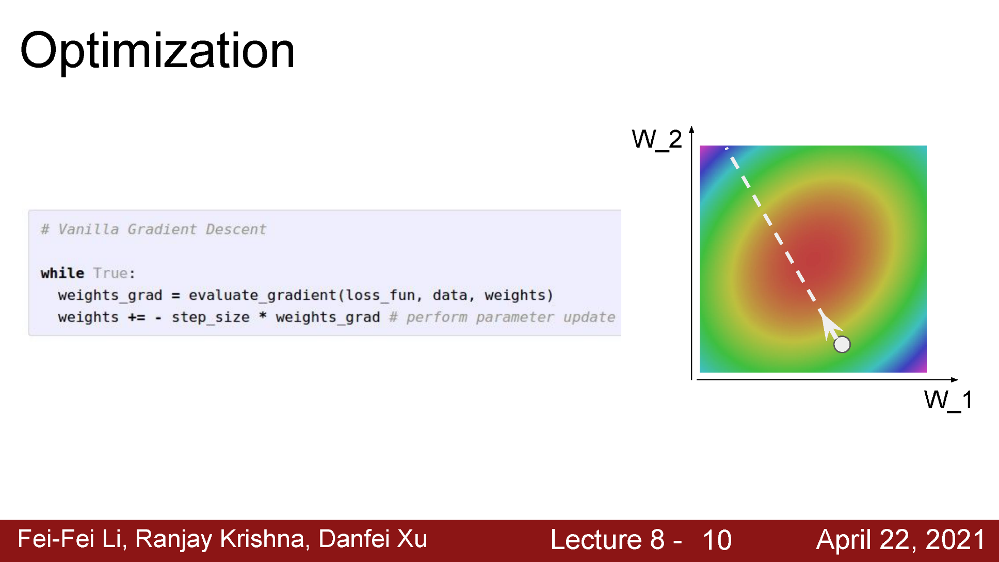 Optimization
# Vanilla Gradient Descent
while True:
weights_grad = evaluate_gradient(loss_fun, data, weights)
weights += - step_size * weights_grad # perform parameter update
W_2
W_1
Fei-Fei Li, Ranjay Krishna, Danfei Xu
Lecture 8 - 10
April 22, 2021